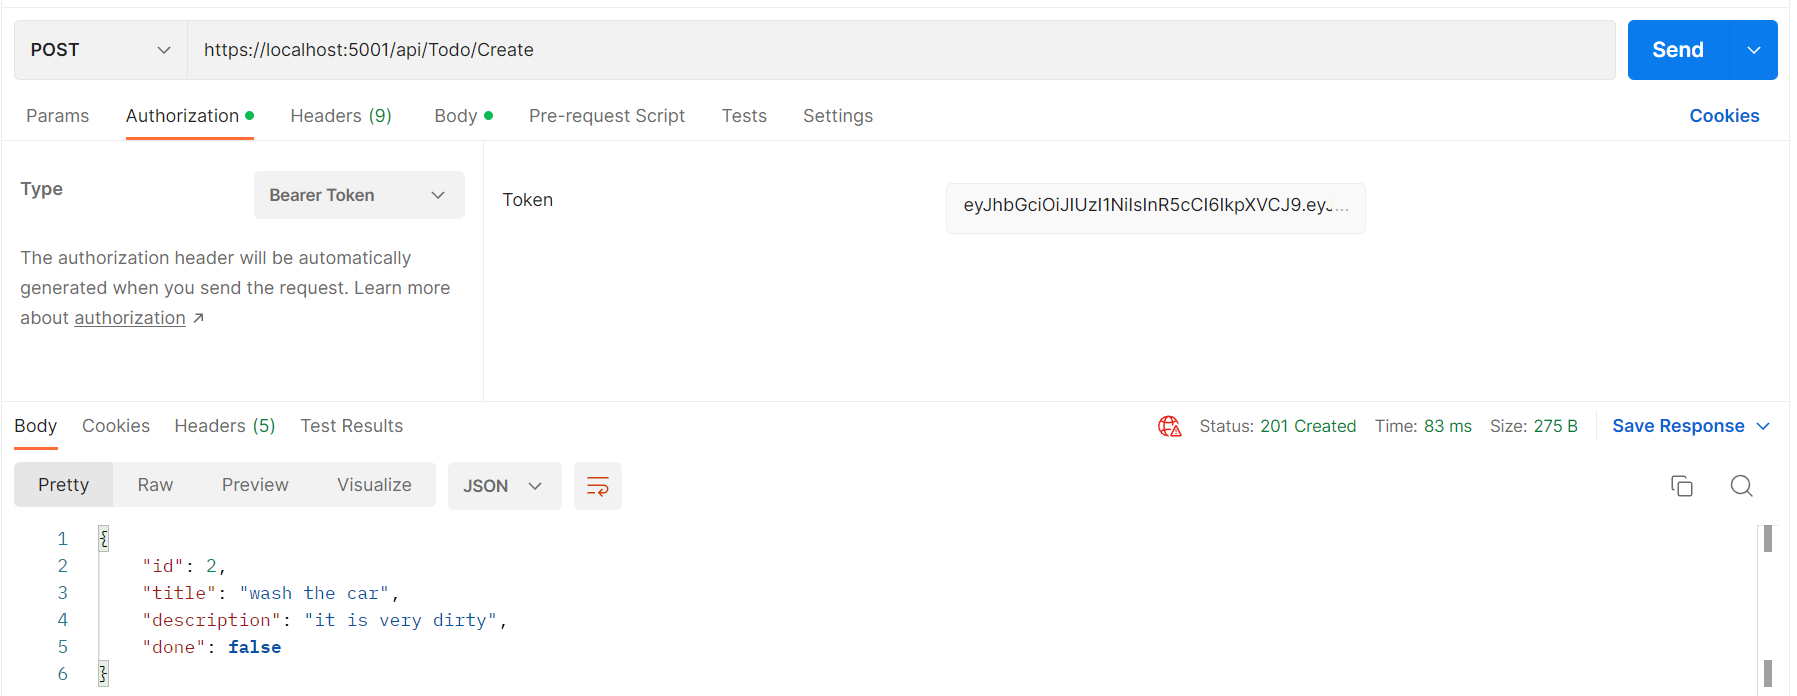 POST https://localhost:5001/api/Todo/Create Send
Params Authorization Headers (9) Body Pre-request Script Tests Settings Cookies
Type Bearer Token
The authorization header will be automatically
generated when you send the request. Learn more
about authorization ↗
Token eyJhbGciOiJIUzI1NiIsInR5cCI6IkpXVCJ9.eyJ...
Body Cookies Headers (5) Test Results Status: 201 Created Time: 83 ms Size: 275 B Save Response
Pretty Raw Preview Visualize JSON
1 {
2 "id": 2,
3 "title": "wash the car",
4 "description": "it is very dirty",
5 "done": false
6 }